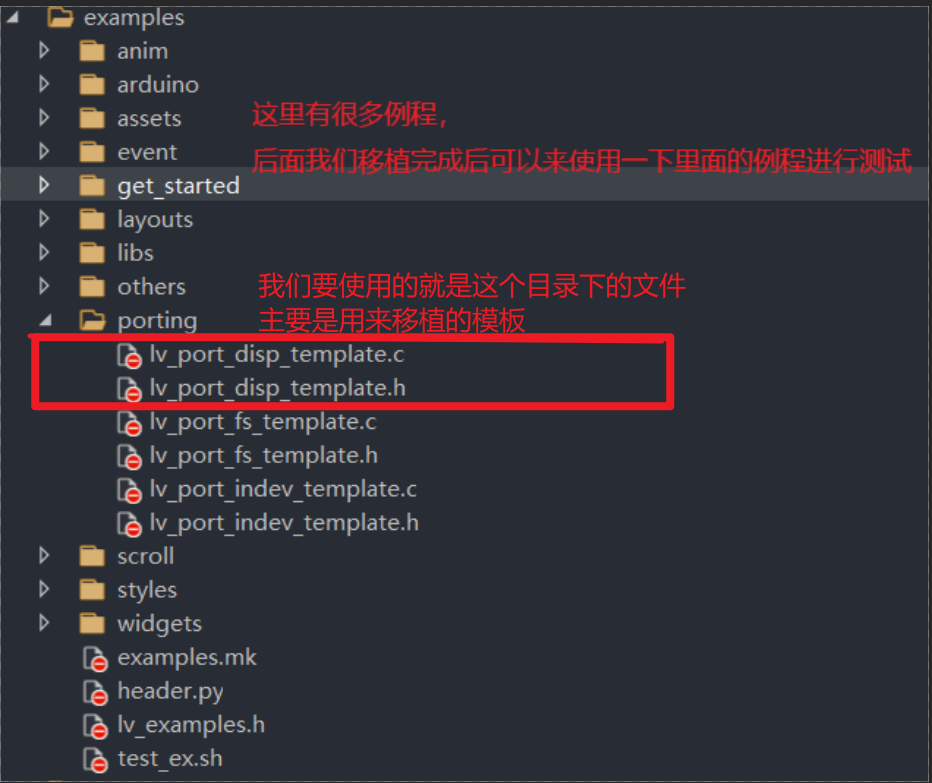 examples
anim
arduino
assets
这里有很多例程，
event
后面我们移植完成后可以来使用一下里面的例程进行测试
get_started
layouts
libs
others
我们要使用的就是这个目录下的文件
porting
主要是用来移植的模板
lv_port_disp_template.c
lv_port_disp_template.h
lv_port_fs_template.c
lv_port_fs_template.h
lv_port_indev_template.c
lv_port_indev_template.h
scroll
styles
widgets
examples.mk
header.py
lv_examples.h
test_ex.sh